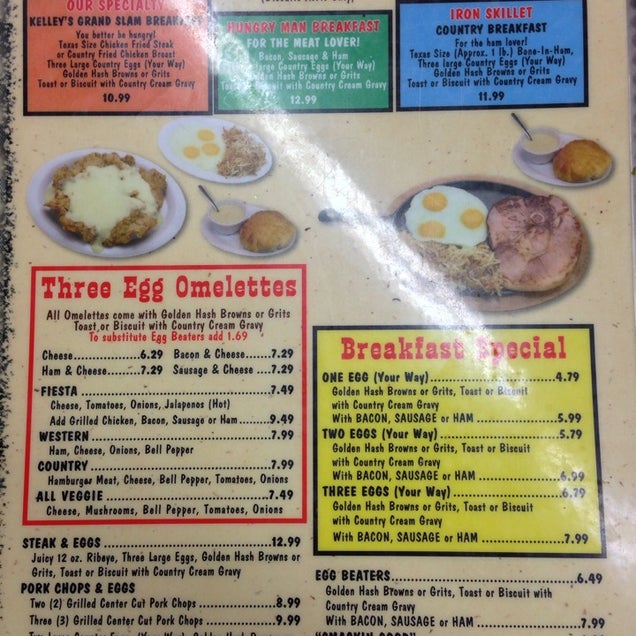 OUR SPECIALTY
KELLEY'S GRAND SLAM BREAKFAST
You better be hungry!
Texas Size Chicken Fried Steak
or Country Fried Chicken Breast
Three Large Country Eggs (Your Way)
Golden Hash Browns or Grits
Toast or Biscuit with Country Cream Gravy
10.99
HUNGRY MAN BREAKFAST
FOR THE MEAT LOVER!
Bacon, Sausage & Ham
Large Country Eggs (Your Way)
Golden Hash Browns or Grits
Toast or Biscuit with Country Cream Gravy
12.99
IRON SKILLET
COUNTRY BREAKFAST
For the ham lover!
Texas Size (Approx. 1 lb.) Bone-In-Ham,
Three large Country Eggs (Your Way)
Golden Hash Browns or Grits
Toast or Biscuit with Country Cream Gravy
11.99
Three Egg Omelettes
All Omelettes come with Golden Hash Browns or Grits
Toast or Biscuit with Country Cream Gravy
To substitute Egg Beaters add 1.69
Cheese...............6.29 Bacon & Cheese......7.29
Ham & Cheese.......7.29 Sausage & Cheese ...7.29
FIESTA.............................................7.49
Cheese, Tomatoes, Onions, Jalapenos (Hot)
Add Grilled Chicken, Bacon, Sausage or Ham........9.49
WESTERN..........................................7.99
Ham, Cheese, Onions, Bell Pepper
COUNTRY ..........................................7.99
Hamburger Meat, Cheese, Bell Pepper, Tomatoes, Onions
ALL VEGGIE........................................7.49
Cheese, Mushrooms, Bell Pepper, Tomatoes, Onions
STEAK & EGGS .....................................12.99
Juicy 12 oz. Ribeye, Three Large Eggs, Golden Hash Browns or
Grits, Toast or Biscuit with Country Cream Gravy
PORK CHOPS & EGGS
Two (2) Grilled Center Cut Pork Chops ................8.99
Three (3) Grilled Center Cut Pork Chops ..............9.99
Breakfast Special
ONE EGG (Your Way)................................4.79
Golden Hash Browns or Grits, Toast or Biscuit
with Country Cream Gravy
With BACON, SAUSAGE or HAM ...................5.99
TWO EGGS (Your Way) ..............................5.79
Golden Hash Browns or Grits, Toast or Biscuit
with Country Cream Gravy
With BACON, SAUSAGE or HAM ...................6.99
THREE EGGS (Your Way) ............................6.79
Golden Hash Browns or Grits, Toast or Biscuit
with Country Cream Gravy
With BACON, SAUSAGE or HAM ...................7.99
EGG BEATERS.......................................6.49
Golden Hash Browns or Grits, Toast or Biscuit with
Country Cream Gravy
With BACON, SAUSAGE or HAM ...................7.99